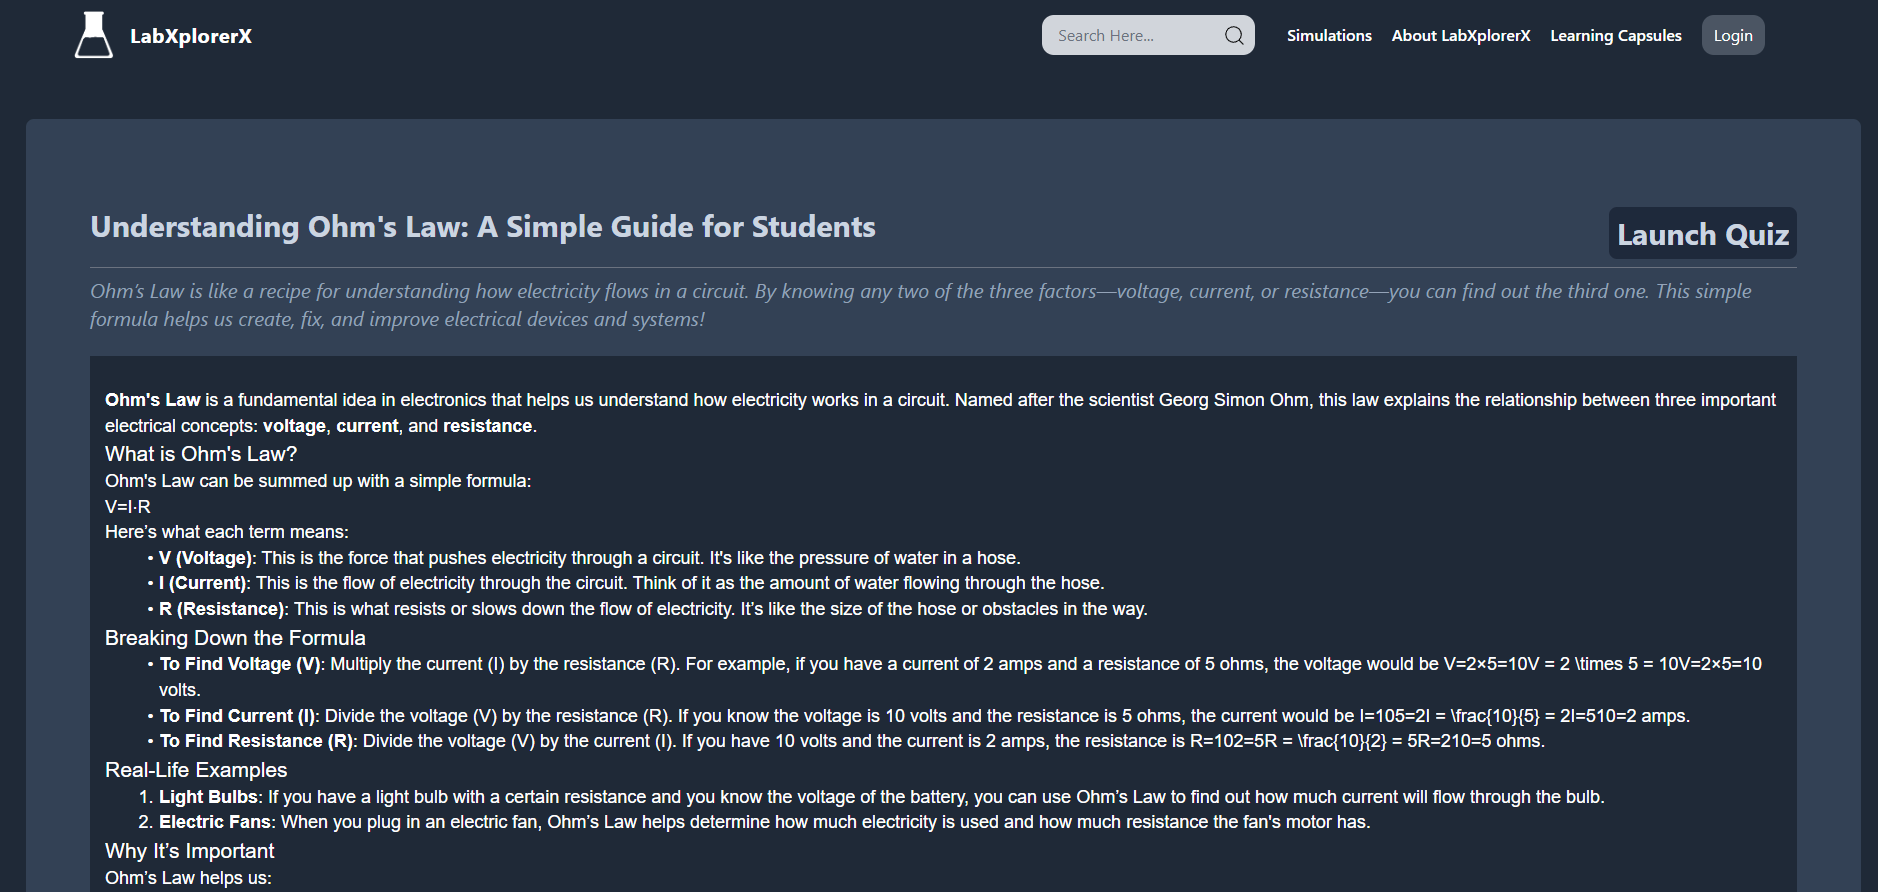 LabXplorerX
Search Here...
Simulations
About LabXplorerX
Learning Capsules
Login
Understanding Ohm's Law: A Simple Guide for Students
Launch Quiz
Ohm’s Law is like a recipe for understanding how electricity flows in a circuit. By knowing any two of the three factors—voltage, current, or resistance—you can find out the third one. This simple
formula helps us create, fix, and improve electrical devices and systems!
Ohm's Law is a fundamental idea in electronics that helps us understand how electricity works in a circuit. Named after the scientist Georg Simon Ohm, this law explains the relationship between three important
electrical concepts: voltage, current, and resistance.
What is Ohm's Law?
Ohm's Law can be summed up with a simple formula:
V=I·R
Here’s what each term means:
• V (Voltage): This is the force that pushes electricity through a circuit. It's like the pressure of water in a hose.
• I (Current): This is the flow of electricity through the circuit. Think of it as the amount of water flowing through the hose.
• R (Resistance): This is what resists or slows down the flow of electricity. It’s like the size of the hose or obstacles in the way.
Breaking Down the Formula
• To Find Voltage (V): Multiply the current (I) by the resistance (R). For example, if you have a current of 2 amps and a resistance of 5 ohms, the voltage would be V=2×5=10V = 2 \times 5 = 10V=2×5=10
volts.
• To Find Current (I): Divide the voltage (V) by the resistance (R). If you know the voltage is 10 volts and the resistance is 5 ohms, the current would be I=105=2I = \frac{10}{5} = 2I=510=2 amps.
• To Find Resistance (R): Divide the voltage (V) by the current (I). If you have 10 volts and the current is 2 amps, the resistance is R=102=5R = \frac{10}{2} = 5R=210=5 ohms.
Real-Life Examples
1. Light Bulbs: If you have a light bulb with a certain resistance and you know the voltage of the battery, you can use Ohm’s Law to find out how much current will flow through the bulb.
2. Electric Fans: When you plug in an electric fan, Ohm’s Law helps determine how much electricity is used and how much resistance the fan's motor has.
Why It’s Important
Ohm’s Law helps us: